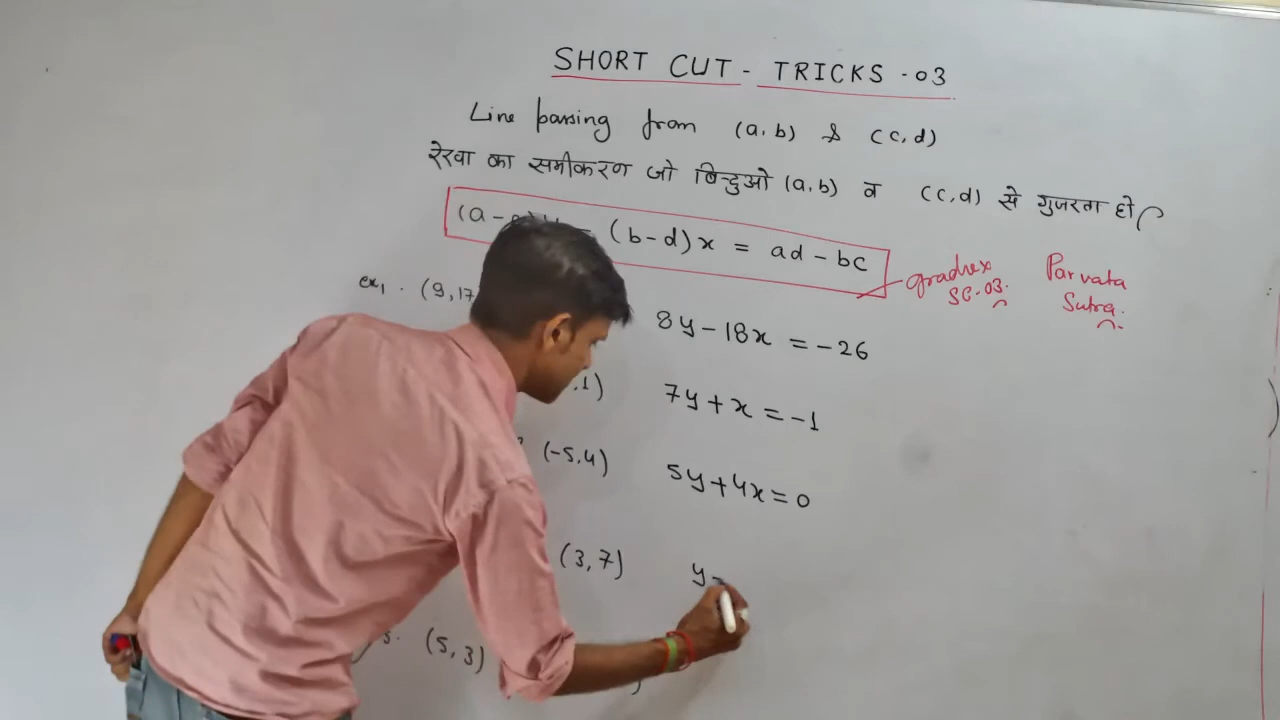 SHORT CUT - TRICKS - 03
Line passing from (a,b) & (c,d)
रेखा का समीकरण जो बिन्दुओ (a,b) व (c,d) से गुजरता हो
(a - (b-d)x = ad - bc
gradrex
SC-03.
Parvata
Sutra.
ex1. (9,17
8y - 18x = -26
,1)
7y + x = -1
(-5,4)
5y + 4x = 0
(3,7)
y
(5,3)